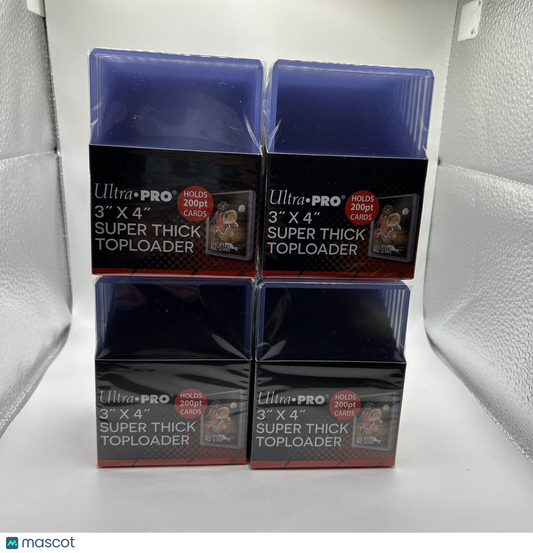 Ultra•PRO®
HOLDS
200pt
CARDS
3″ X 4″
SUPER THICK
TOPLOADER
Ultra•PRO®
HOLDS
200pt
CARDS
3″ X 4″
SUPER THICK
TOPLOADER
Ultra•PRO®
HOLDS
200pt
CARDS
3″ X 4″
SUPER THICK
TOPLOADER
Ultra•PRO®
HOLDS
200pt
CARDS
3″ X 4″
SUPER THICK
TOPLOADER
mascot